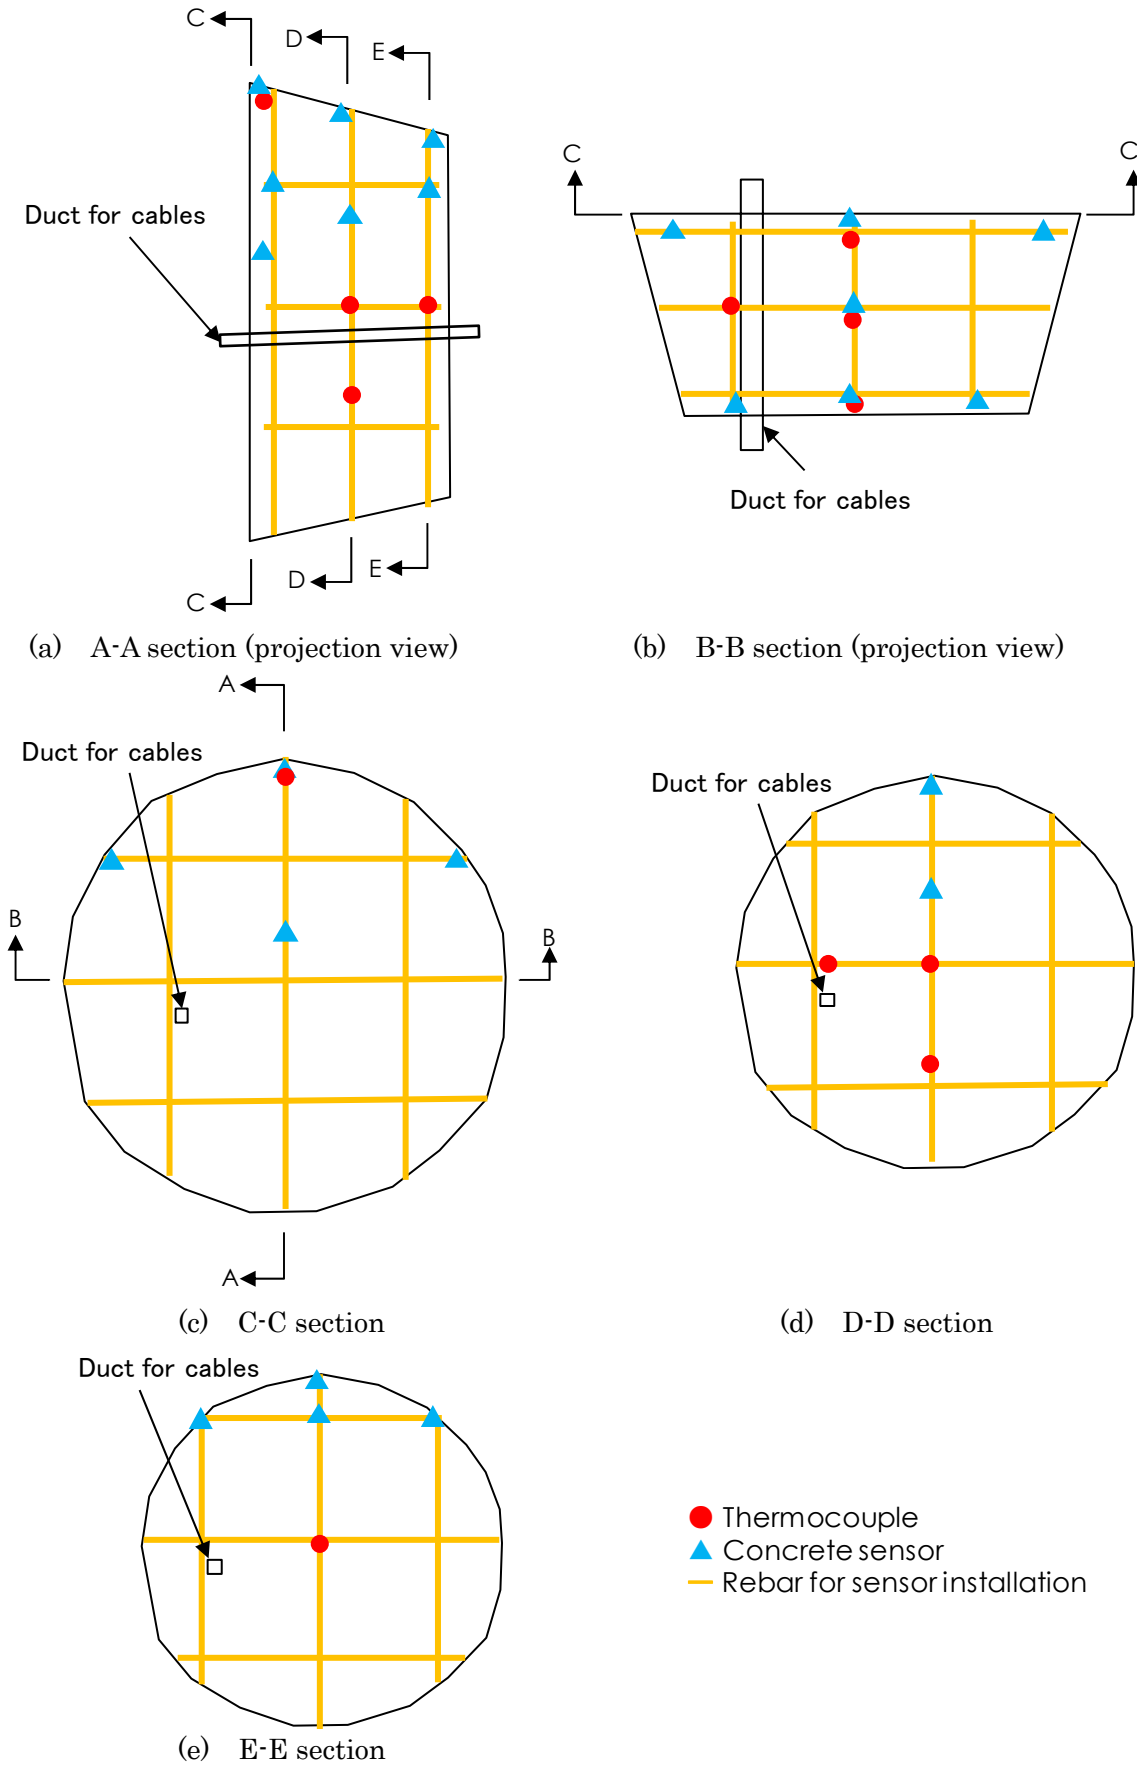 C
D
E
C
C
Duct for cables
Duct for cables
D
E
C
(a) A-A section (projection view)
(b) B-B section (projection view)
A
Duct for cables
Duct for cables
B
B
A
(c) C-C section
(d) D-D section
Duct for cables
Thermocouple
Concrete sensor
Rebar for sensor installation
(e) E-E section